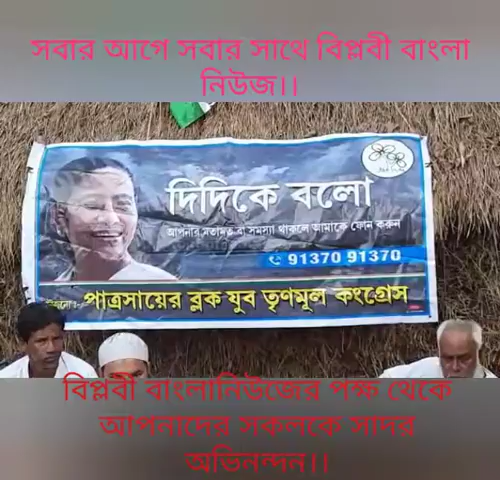 সবার আগে সবার সাথে বিপ্লবী বাংলা
নিউজ।।
দিদিকে বলো
আপনার মতামত বা সমস্যা থাকলে আমাকে ফোন করুন
91370 91370
পাত্রসায়ের ব্লক যুব তৃণমূল কংগ্রেস
বিপ্লবী বাংলানিউজের পক্ষ থেকে
আপনাদের সকলকে সাদর
অভিনন্দন।।